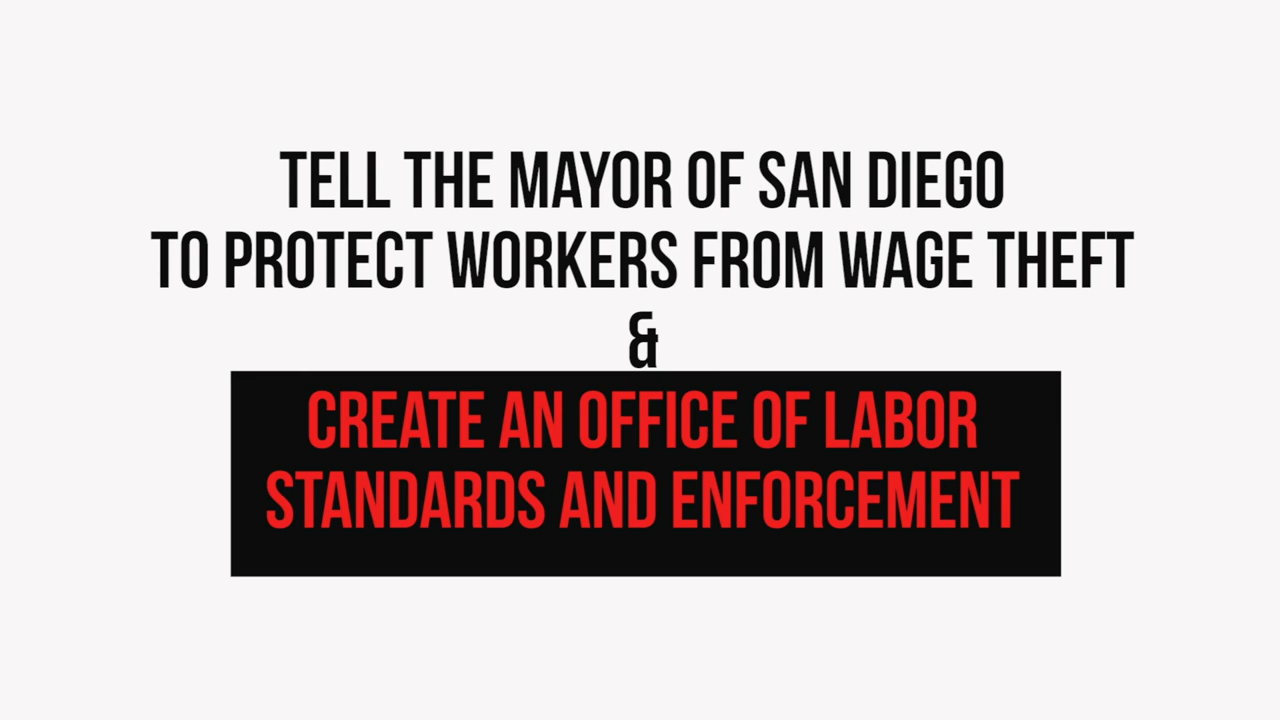 TELL THE MAYOR OF SAN DIEGO
TO PROTECT WORKERS FROM WAGE THEFT
&
CREATE AN OFFICE OF LABOR
STANDARDS AND ENFORCEMENT